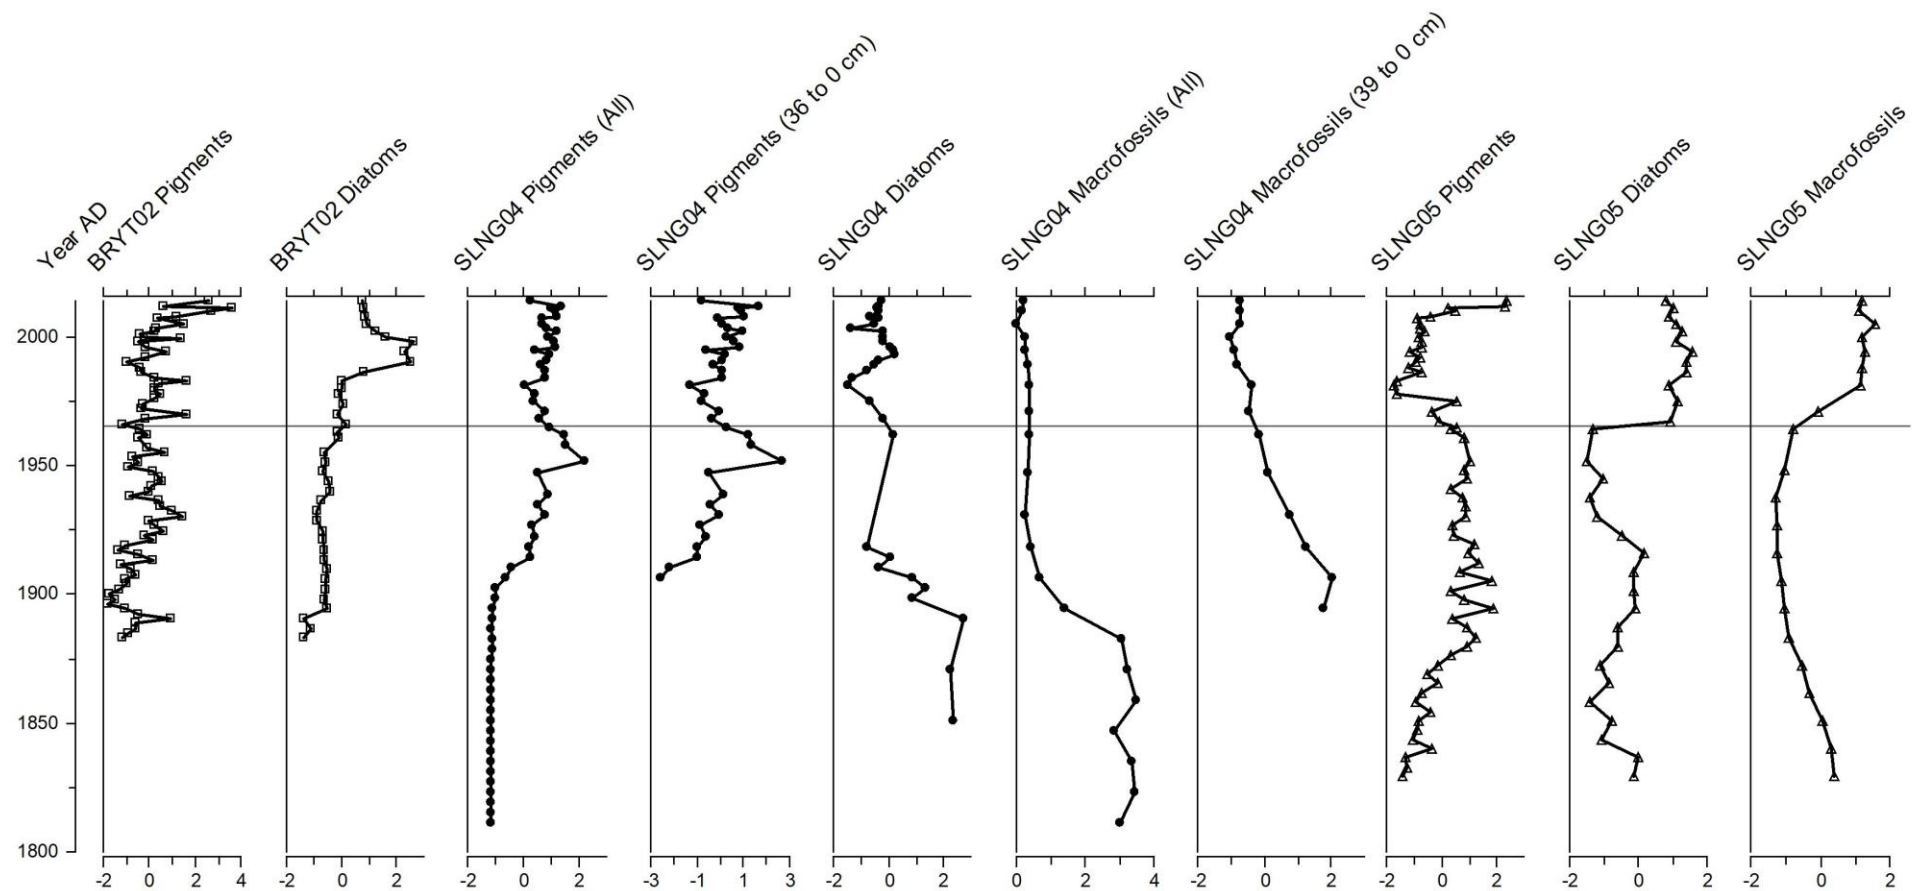 Year AD
BRYT02 Pigments
BRYT02 Diatoms
SLNG04 Pigments (All)
SLNG04 Pigments (36 to 0 cm)
SLNG04 Diatoms
SLNG04 Macrofossils (All)
SLNG04 Macrofossils (39 to 0 cm)
SLNG05 Pigments
SLNG05 Diatoms
SLNG05 Macrofossils
2000
1950
1900
1850
1800
-2 0 2 4 -2 0 2 -2 0 2 -3 -1 1 3 -2 0 2 0 2 4 -2 0 2 -2 0 2 -2 0 2 -2 0 2